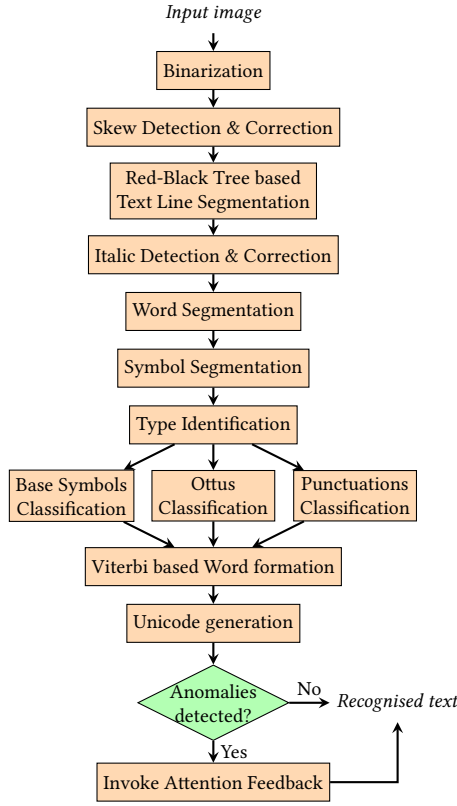 Input image
Binarization
Skew Detection & Correction
Red-Black Tree based
Text Line Segmentation
Italic Detection & Correction
Word Segmentation
Symbol Segmentation
Type Identification
Base Symbols
Classification
Ottus
Classification
Punctuations
Classification
Viterbi based Word formation
Unicode generation
Anomalies
detected?
No
Recognised text
Yes
Invoke Attention Feedback